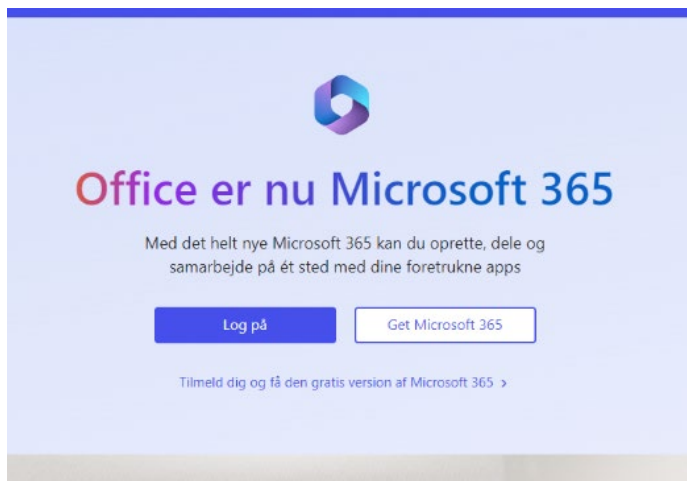 Office er nu Microsoft 365
Med det helt nye Microsoft 365 kan du oprette, dele og
samarbejde på ét sted med dine foretrukne apps
Log på
Get Microsoft 365
Tilmeld dig og få den gratis version af Microsoft 365 >